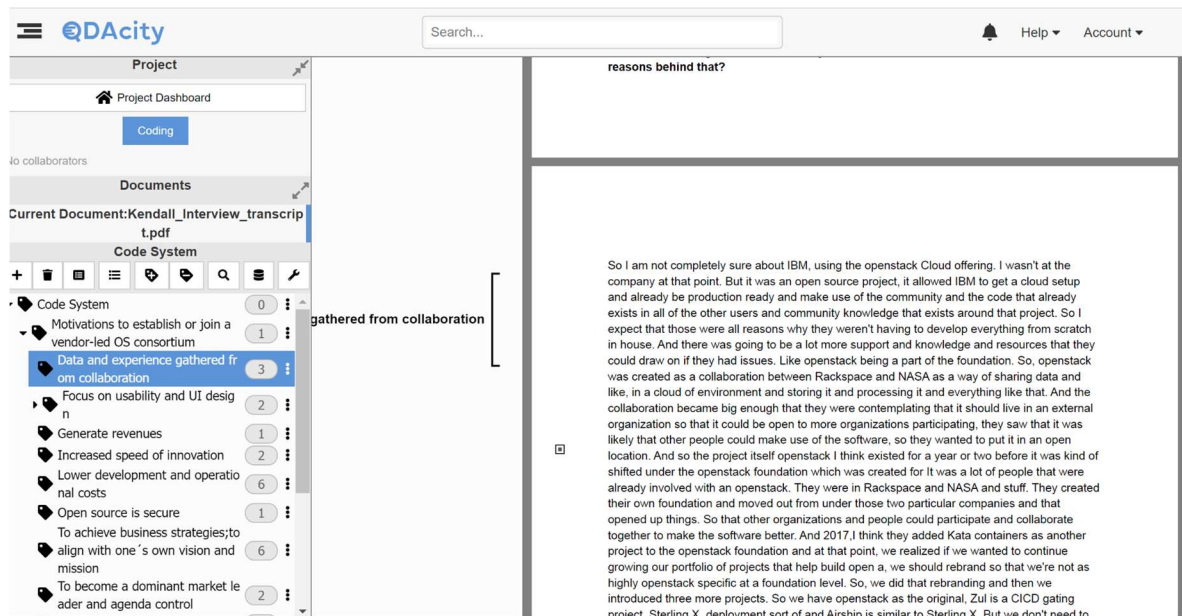 QDAcity
Search...
Help
Account
Project
Project Dashboard
Coding
No collaborators
Documents
Current Document:Kendall_Interview_transcrip
t.pdf
Code System
Code System
0
Motivations to establish or join a
vendor-led OS consortium
1
Data and experience gathered fr
om collaboration
3
Focus on usability and UI desig
n
2
Generate revenues
1
Increased speed of innovation
2
Lower development and operatio
nal costs
6
Open source is secure
1
To achieve business strategies;to
align with one´s own vision and
mission
6
To become a dominant market le
ader and agenda control
2
gathered from collaboration
reasons behind that?
So I am not completely sure about IBM, using the openstack Cloud offering. I wasn't at the
company at that point. But it was an open source project, it allowed IBM to get a cloud setup
and already be production ready and make use of the community and the code that already
exists in all of the other users and community knowledge that exists around that project. So I
expect that those were all reasons why they weren't having to develop everything from scratch
in house. And there was going to be a lot more support and knowledge and resources that they
could draw on if they had issues. Like openstack being a part of the foundation. So, openstack
was created as a collaboration between Rackspace and NASA as a way of sharing data and
like, in a cloud of environment and storing it and processing it and everything like that. And the
collaboration became big enough that they were contemplating that it should live in an external
organization so that it could be open to more organizations participating, they saw that it was
likely that other people could make use of the software, so they wanted to put it in an open
location. And so the project itself openstack I think existed for a year or two before it was kind of
shifted under the openstack foundation which was created for It was a lot of people that were
already involved with an openstack. They were in Rackspace and NASA and stuff. They created
their own foundation and moved out from under those two particular companies and that
opened up things. So that other organizations and people could participate and collaborate
together to make the software better. And 2017,I think they added Kata containers as another
project to the openstack foundation and at that point, we realized if we wanted to continue
growing our portfolio of projects that help build open a, we should rebrand so that we're not as
highly openstack specific at a foundation level. So, we did that rebranding and then we
introduced three more projects. So we have openstack as the original, Zul is a CICD gating
project, Sterling X, deployment sort of and Airship is similar to Sterling X. But we don't need to